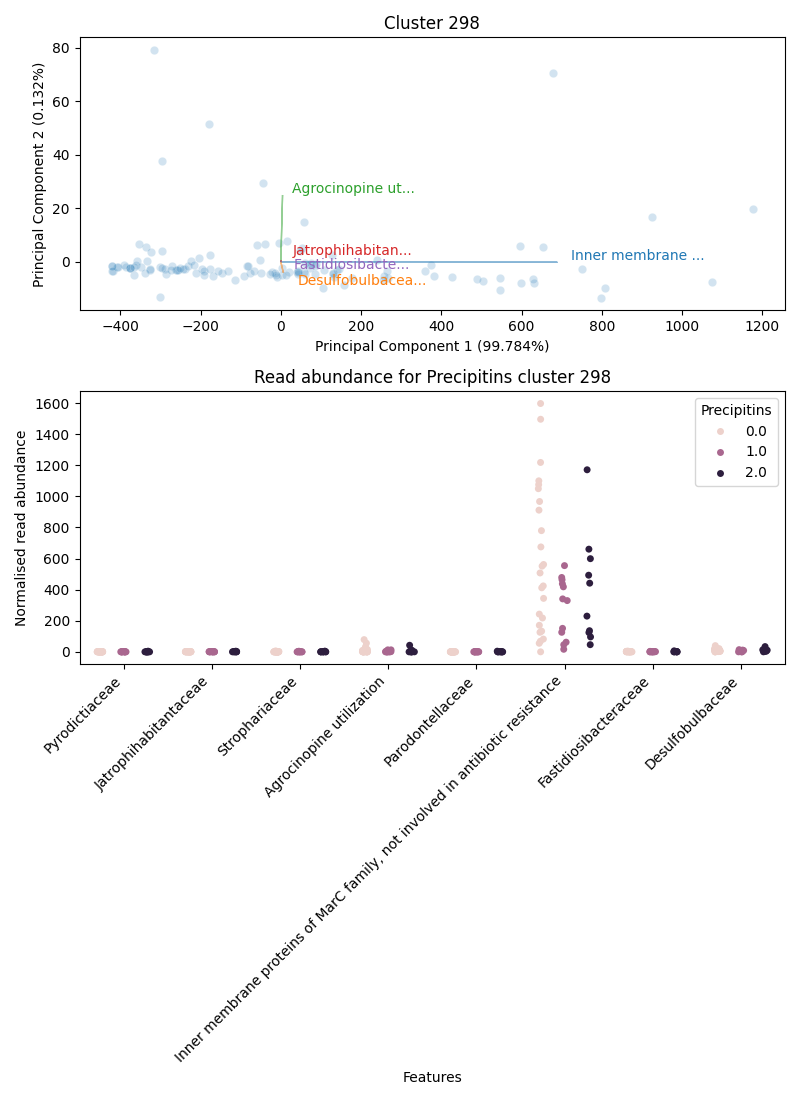 Cluster 298
Principal Component 2 (0.132%)
80
60
40
20
0
Agrocinopine ut...
Jatrophihabitan...
Inner membrane ...
Fastidiosibacte...
Desulfobulbacea...
−400 −200 0 200 400 600 800 1000 1200
Principal Component 1 (99.784%)
Read abundance for Precipitins cluster 298
Normalised read abundance
1600
1400
1200
1000
800
600
400
200
0
Precipitins
0.0
1.0
2.0
Pyrodictiaceae
Jatrophihabitantaceae
Strophariaceae
Agrocinopine utilization
Parodontellaceae
Inner membrane proteins of MarC family, not involved in antibiotic resistance
Fastidiosibacteraceae
Desulfobulbaceae
Features